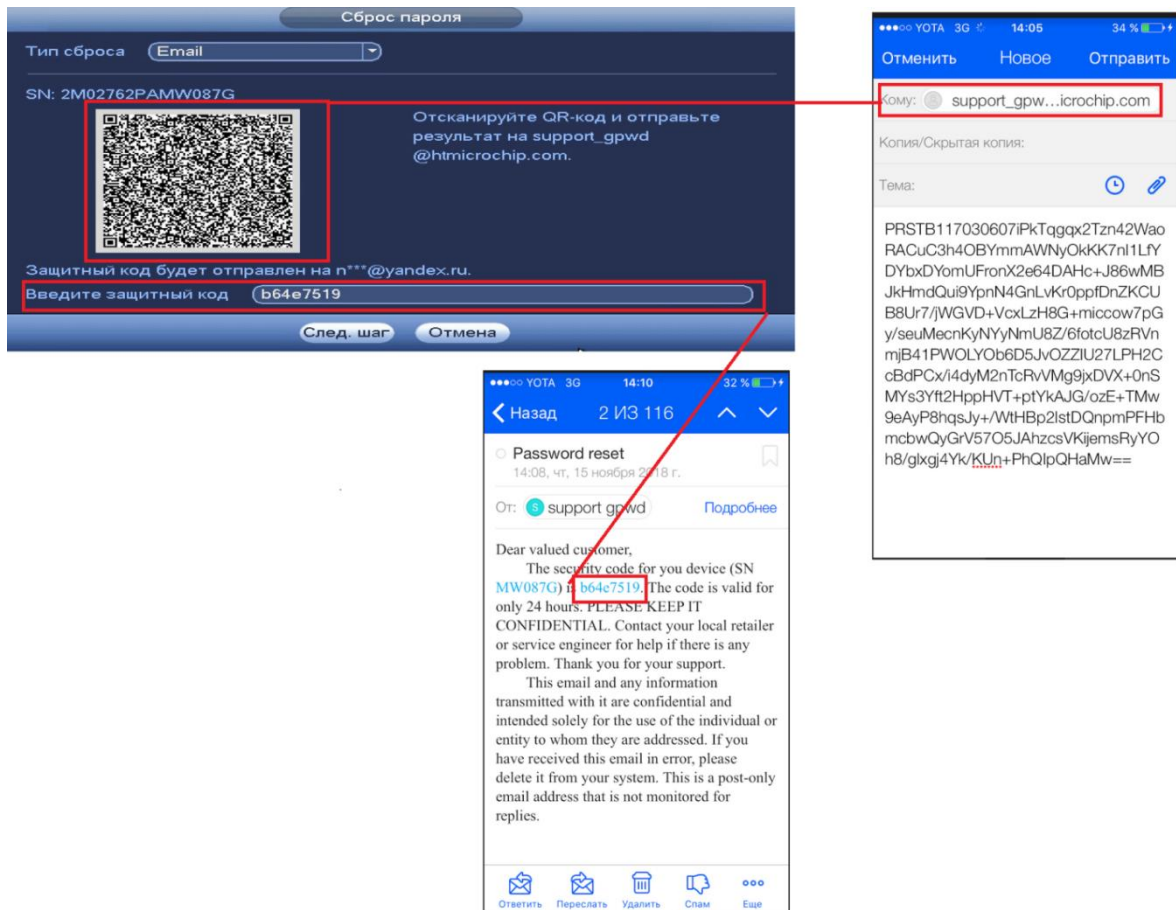 Сброс пароля
Тип сброса Email
SN: 2M02762PAMW087G
Отсканируйте QR-код и отправьте
результат на support_gpwd
@htmicrochip.com.
Защитный код будет отправлен на n***@yandex.ru.
Введите защитный код b64e7519
След. шаг Отмена
YOTA 3G 14:05 34 %
Отменить Новое Отправить
Кому: S support_gpw...icrochip.com
Копия/Скрытая копия:
Тема:
PRSTB117030607iPkTqgqx2Tzn42Wao
RACuC3h4OBYmmAWNyOkKK7nl1LfY
DYbxDYomUFronX2e64DAHc+J86wMB
JkHmdQui9YpnN4GnLvKr0ppfDnZKCU
B8Ur7/jWGVD+VcxLzH8G+miccow7pG
y/seuMecnKyNYyNmU8Z/6fotcU8zRVn
mjB41PWOLYOb6D5JvOZZIU27LPH2C
cBdPCx/i4dyM2nTcRvVMg9jxDVX+0nS
MYs3Yft2HppHVT+ptYkAJG/ozE+TMw
9eAyP8hqsJy+/WtHBp2lstDQnpmPFHb
mcbwQyGrV57O5JAhzcsVKijemsRyYO
h8/glxgj4Yk/KUn+PhQIpQHaMw==
YOTA 3G 14:10 32 %
Назад 2 ИЗ 116
Password reset
14:08, чт, 15 ноября 2018 г.
От: S support gpwd Подробнее
Dear valued customer,
The security code for you device (SN
MW087G) is b64e7519. The code is valid for
only 24 hours. PLEASE KEEP IT
CONFIDENTIAL. Contact your local retailer
or service engineer for help if there is any
problem. Thank you for your support.
This email and any information
transmitted with it are confidential and
intended solely for the use of the individual or
entity to whom they are addressed. If you
have received this email in error, please
delete it from your system. This is a post-only
email address that is not monitored for
replies.
Ответить Переслать Удалить Спам Еще